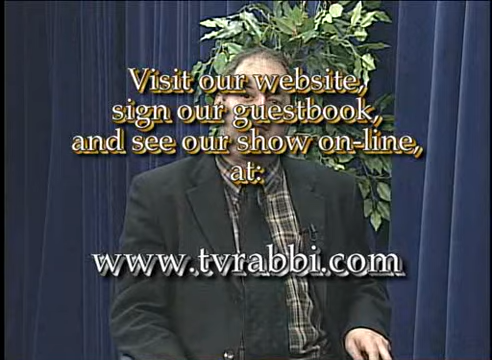 Visit our website,
sign our guestbook,
and see our show on-line,
at:
www.tvrabbi.com